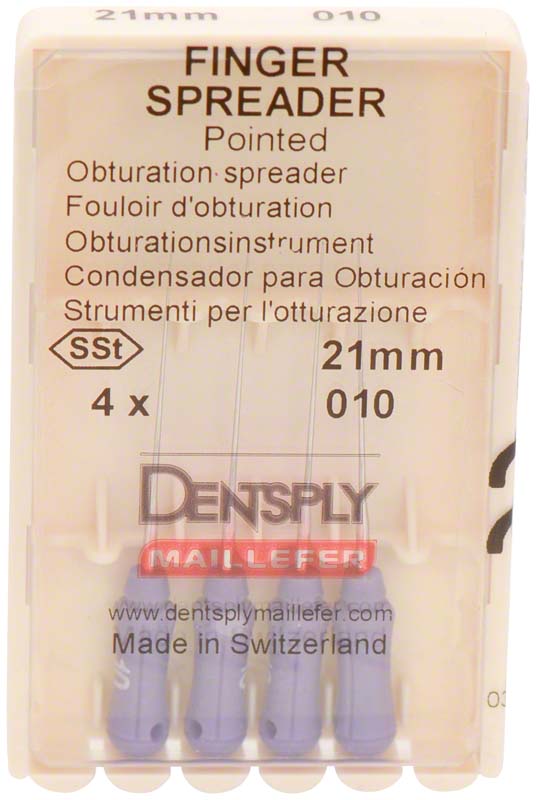 21mm 010
FINGER
SPREADER
Pointed
Obturation spreader
Fouloir d'obturation
Obturationsinstrument
Condensador para Obturación
Strumenti per l'otturazione
SSt 21mm
4 x 010
DENTSPLY
MAILLEFER
www.dentsplymaillefer.com
Made in Switzerland